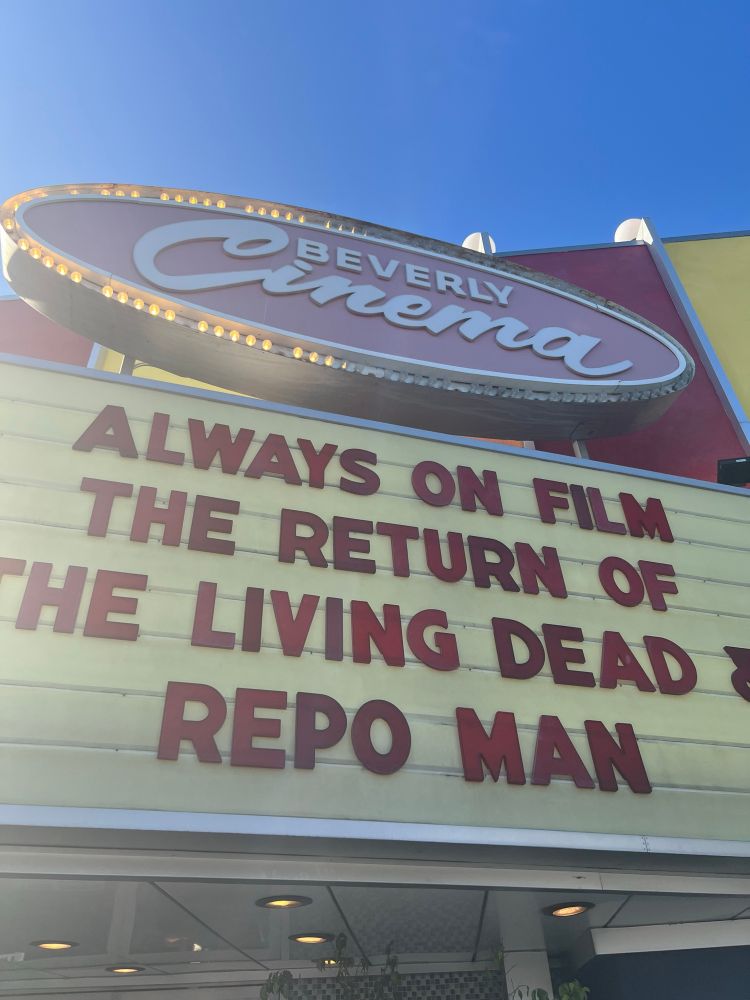 BEVERLY
Cinema
ALWAYS ON FILM
THE RETURN OF
THE LIVING DEAD &
REPO MAN